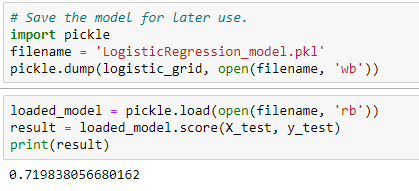 # Save the model for later use.
import pickle
filename = 'LogisticRegression_model.pkl'
pickle.dump(logistic_grid, open(filename, 'wb'))
loaded_model = pickle.load(open(filename, 'rb'))
result = loaded_model.score(X_test, y_test)
print(result)
0.719838056680162